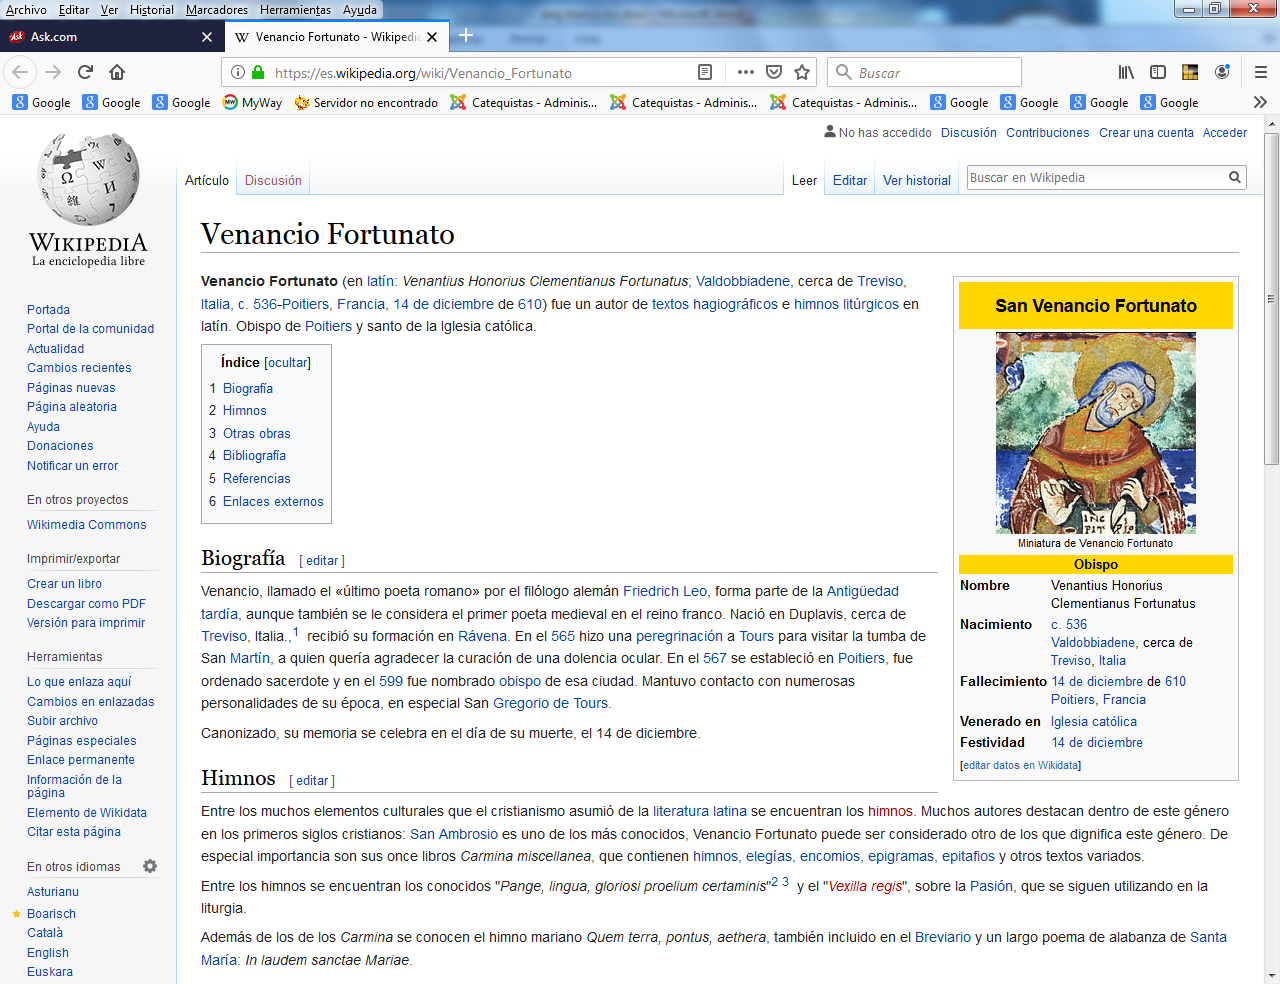 Archivo Editar Ver Historial Marcadores Herramientas Ayuda
Ask.com
Venancio Fortunato - Wikipedia
https://es.wikipedia.org/wiki/Venancio_Fortunato
Buscar
Google Google Google MyWay Servidor no encontrado Catequistas - Adminis... Catequistas - Adminis... Catequistas - Adminis... Google Google Google Google
No has accedido Discusión Contribuciones Crear una cuenta Acceder
Artículo Discusión Leer Editar Ver historial Buscar en Wikipedia
WIKIPEDIA
La enciclopedia libre
Portada
Portal de la comunidad
Actualidad
Cambios recientes
Páginas nuevas
Página aleatoria
Ayuda
Donaciones
Notificar un error
En otros proyectos
Wikimedia Commons
Imprimir/exportar
Crear un libro
Descargar como PDF
Versión para imprimir
Herramientas
Lo que enlaza aquí
Cambios en enlazadas
Subir archivo
Páginas especiales
Enlace permanente
Información de la
página
Elemento de Wikidata
Citar esta página
En otros idiomas
Asturianu
Boarisch
Català
English
Euskara
Venancio Fortunato
Venancio Fortunato (en latín: Venantius Honorius Clementianus Fortunatus; Valdobbiadene, cerca de Treviso,
Italia, c. 536-Poitiers, Francia, 14 de diciembre de 610) fue un autor de textos hagiográficos e himnos litúrgicos en
latín. Obispo de Poitiers y santo de la Iglesia católica.
Índice [ocultar]
1 Biografía
2 Himnos
3 Otras obras
4 Bibliografía
5 Referencias
6 Enlaces externos
Biografía [ editar ]
Venancio, llamado el «último poeta romano» por el filólogo alemán Friedrich Leo, forma parte de la Antigüedad
tardía, aunque también se le considera el primer poeta medieval en el reino franco. Nació en Duplavis, cerca de
Treviso, Italia.,1 recibió su formación en Rávena. En el 565 hizo una peregrinación a Tours para visitar la tumba de
San Martín, a quien quería agradecer la curación de una dolencia ocular. En el 567 se estableció en Poitiers, fue
ordenado sacerdote y en el 599 fue nombrado obispo de esa ciudad. Mantuvo contacto con numerosas
personalidades de su época, en especial San Gregorio de Tours.
Canonizado, su memoria se celebra en el día de su muerte, el 14 de diciembre.
San Venancio Fortunato
INC
PIT PI
Miniatura de Venancio Fortunato
Obispo
Nombre Venantius Honorius
Clementianus Fortunatus
Nacimiento c. 536
Valdobbiadene, cerca de
Treviso, Italia
Fallecimiento 14 de diciembre de 610
Poitiers, Francia
Venerado en Iglesia católica
Festividad 14 de diciembre
[editar datos en Wikidata]
Himnos [ editar ]
Entre los muchos elementos culturales que el cristianismo asumió de la literatura latina se encuentran los himnos. Muchos autores destacan dentro de este género
en los primeros siglos cristianos: San Ambrosio es uno de los más conocidos, Venancio Fortunato puede ser considerado otro de los que dignifica este género. De
especial importancia son sus once libros Carmina miscellanea, que contienen himnos, elegías, encomios, epigramas, epitafios y otros textos variados.
Entre los himnos se encuentran los conocidos "Pange, lingua, gloriosi proelium certaminis"2 3 y el "Vexilla regis", sobre la Pasión, que se siguen utilizando en la
liturgia.
Además de los de los Carmina se conocen el himno mariano Quem terra, pontus, aethera, también incluido en el Breviario y un largo poema de alabanza de Santa
María: In laudem sanctae Mariae.